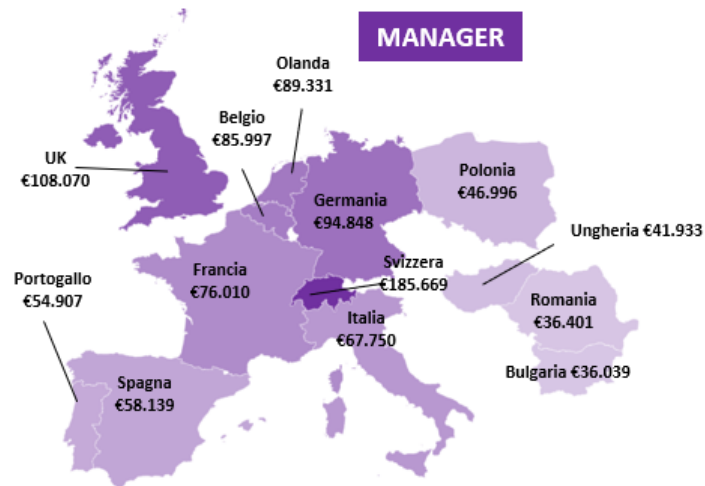 MANAGER
Olanda
€89.331
Belgio
€85.997
UK
€108.070
Germania
€94.848
Polonia
€46.996
Ungheria €41.933
Svizzera
€185.669
Francia
€76.010
Portogallo
€54.907
Romania
€36.401
Italia
€67.750
Bulgaria €36.039
Spagna
€58.139